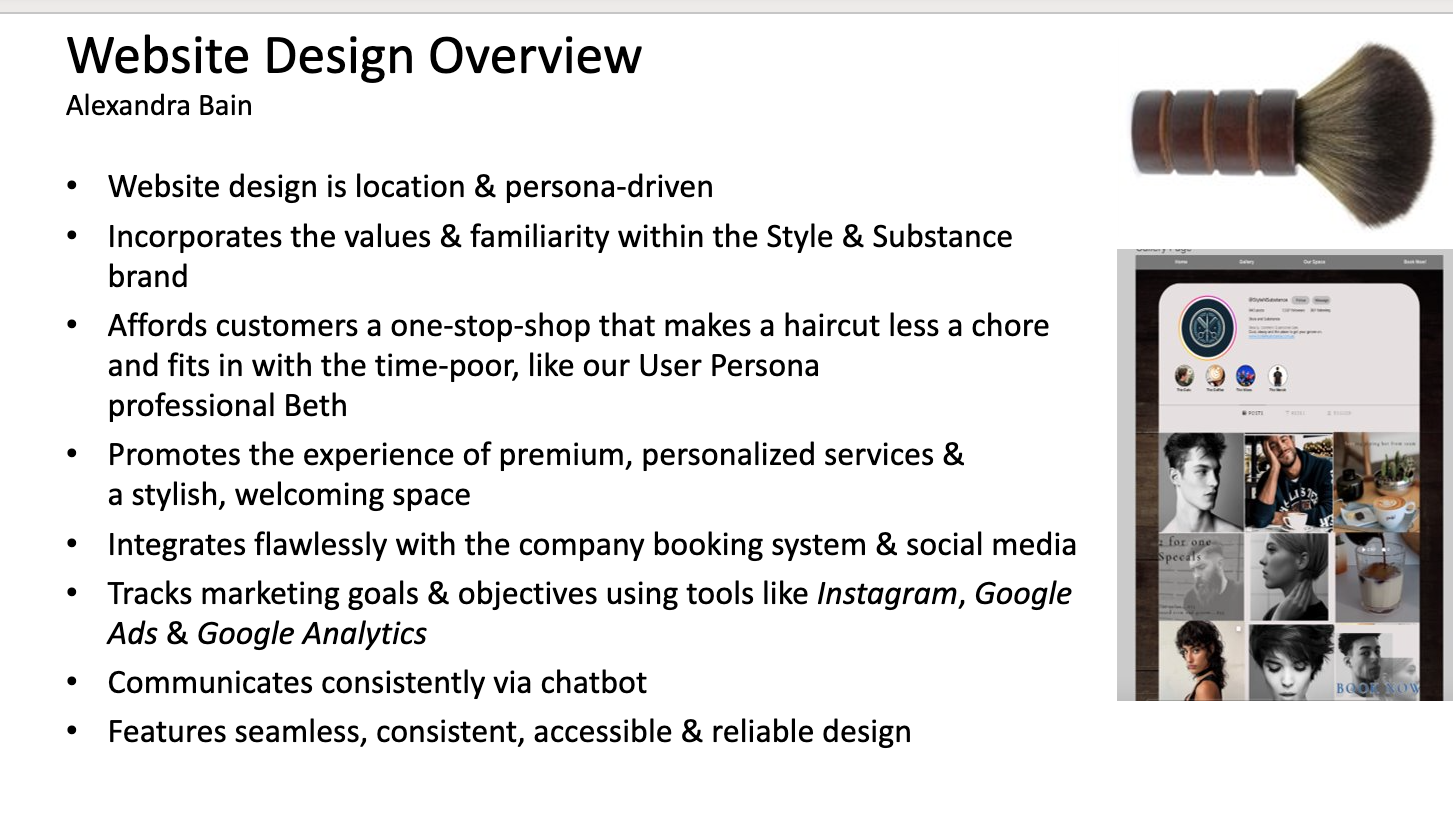 Website Design Overview
Alexandra Bain
• Website design is location & persona-driven
• Incorporates the values & familiarity within the Style & Substance
brand
• Affords customers a one-stop-shop that makes a haircut less a chore
and fits in with the time-poor, like our User Persona
professional Beth
• Promotes the experience of premium, personalized services &
a stylish, welcoming space
• Integrates flawlessly with the company booking system & social media
• Tracks marketing goals & objectives using tools like Instagram, Google
Ads & Google Analytics
• Communicates consistently via chatbot
• Features seamless, consistent, accessible & reliable design
Gallery Page
Home Gallery Our Space Book Now!
POSTS
2 for one
Specals
BOOK NOW